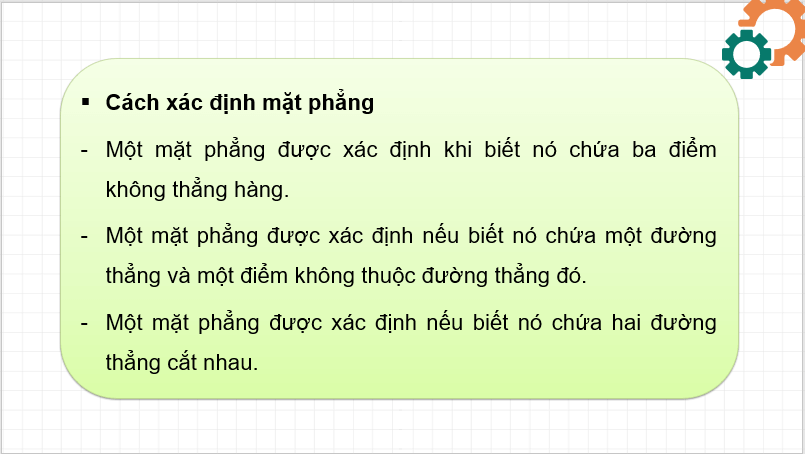 ▪ Cách xác định mặt phẳng
- Một mặt phẳng được xác định khi biết nó chứa ba điểm
không thẳng hàng.
- Một mặt phẳng được xác định nếu biết nó chứa một đường
thẳng và một điểm không thuộc đường thẳng đó.
- Một mặt phẳng được xác định nếu biết nó chứa hai đường
thẳng cắt nhau.